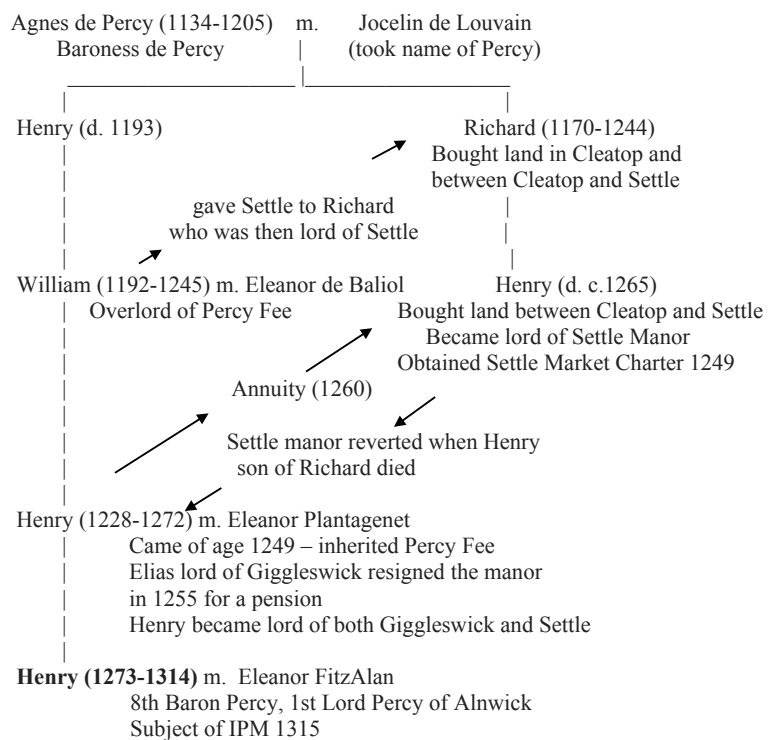 Agnes de Percy (1134-1205) m. Jocelin de Louvain
Baroness de Percy (took name of Percy)
Henry (d. 1193) Richard (1170-1244)
Bought land in Cleatop and
between Cleatop and Settle
gave Settle to Richard
who was then lord of Settle
William (1192-1245) m. Eleanor de Baliol Henry (d. c.1265)
Overlord of Percy Fee Bought land between Cleatop and Settle
Became lord of Settle Manor
Obtained Settle Market Charter 1249
Annuity (1260)
Settle manor reverted when Henry
son of Richard died
Henry (1228-1272) m. Eleanor Plantagenet
Came of age 1249 – inherited Percy Fee
Elias lord of Giggleswick resigned the manor
in 1255 for a pension
Henry became lord of both Giggleswick and Settle
Henry (1273-1314) m. Eleanor FitzAlan
8th Baron Percy, 1st Lord Percy of Alnwick
Subject of IPM 1315